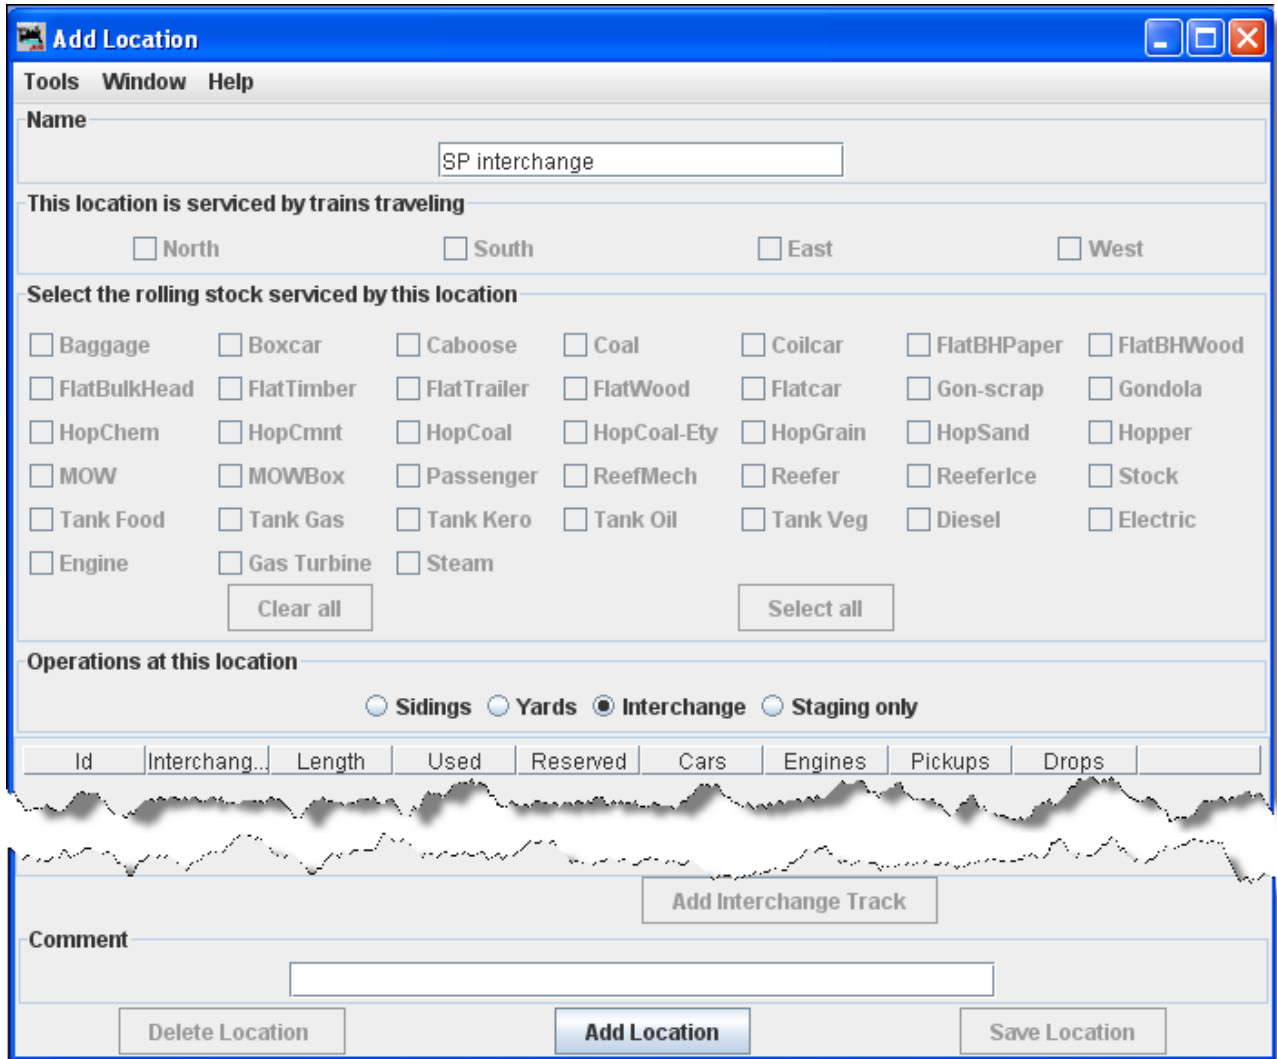 Add Location
Tools Window Help
Name
SP interchange
This location is serviced by trains traveling
North South East West
Select the rolling stock serviced by this location
Baggage Boxcar Caboose Coal Coilcar FlatBHPaper FlatBHWood
FlatBulkHead FlatTimber FlatTrailer FlatWood Flatcar Gon-scrap Gondola
HopChem HopCmnt HopCoal HopCoal-Ety HopGrain HopSand Hopper
MOW MOWBox Passenger ReefMech Reefer ReeferIce Stock
Tank Food Tank Gas Tank Kero Tank Oil Tank Veg Diesel Electric
Engine Gas Turbine Steam
Clear all Select all
Operations at this location
Sidings Yards Interchange Staging only
Id Interchang... Length Used Reserved Cars Engines Pickups Drops
Add Interchange Track
Comment
Delete Location Add Location Save Location